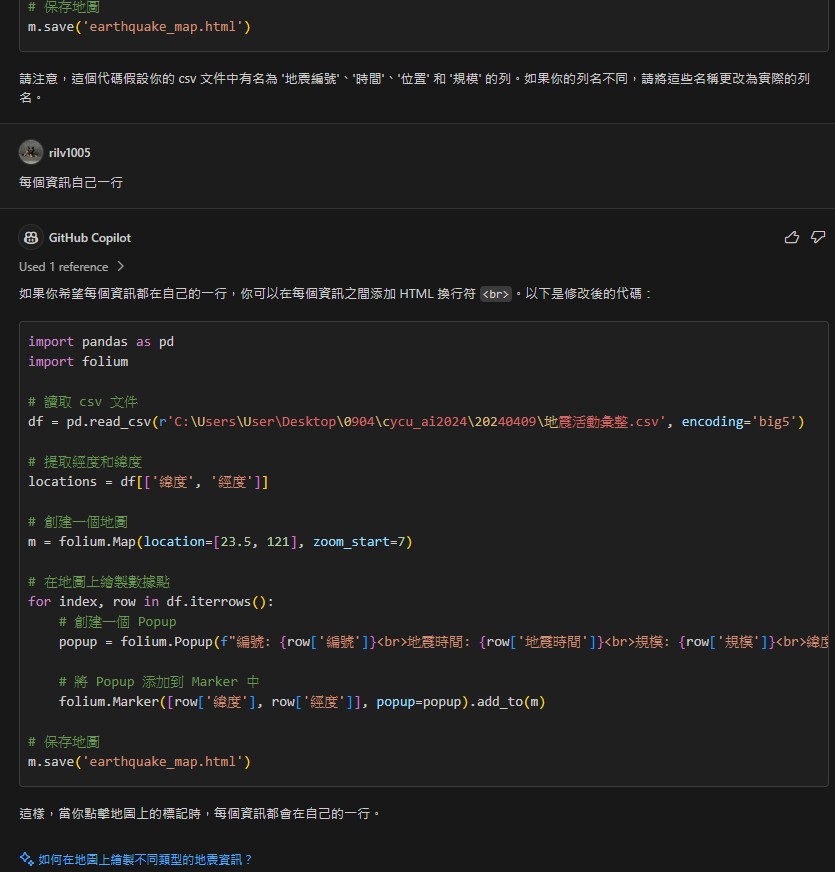 # 保存地圖
m.save('earthquake_map.html')
請注意，這個代碼假設你的 csv 文件中有名為 '地震編號'、'時間'、'位置' 和 '規模' 的列。如果你的列名不同，請將這些名稱更改為實際的列
名。
rilv1005
每個資訊自己一行
GitHub Copilot
Used 1 reference
如果你希望每個資訊都在自己的一行，你可以在每個資訊之間添加 HTML 換行符 <br>。以下是修改後的代碼：
import pandas as pd
import folium
# 讀取 csv 文件
df = pd.read_csv(r'C:\Users\User\Desktop\0904\cycu_ai2024\20240409\地震活動彙整.csv', encoding='big5')
# 提取經度和緯度
locations = df[['緯度', '經度']]
# 創建一個地圖
m = folium.Map(location=[23.5, 121], zoom_start=7)
# 在地圖上繪製數據點
for index, row in df.iterrows():
    # 創建一個 Popup
    popup = folium.Popup(f"編號: {row['編號']}<br>地震時間: {row['地震時間']}<br>規模: {row['規模']}<br>緯度
    # 將 Popup 添加到 Marker 中
    folium.Marker([row['緯度'], row['經度']], popup=popup).add_to(m)
# 保存地圖
m.save('earthquake_map.html')
這樣，當你點擊地圖上的標記時，每個資訊都會在自己的一行。
如何在地圖上繪製不同類型的地震資訊？